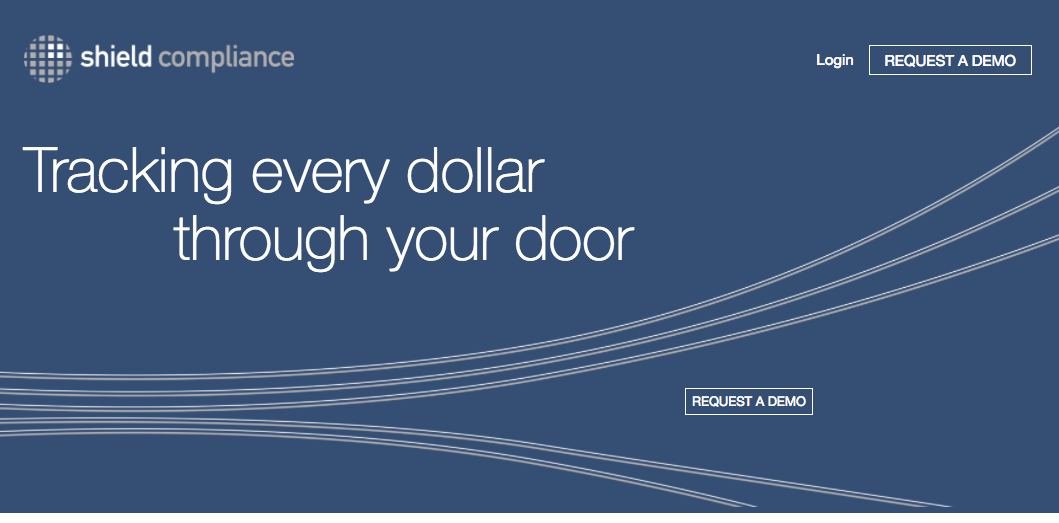 shield compliance
Login
REQUEST A DEMO
Tracking every dollar
through your door
REQUEST A DEMO